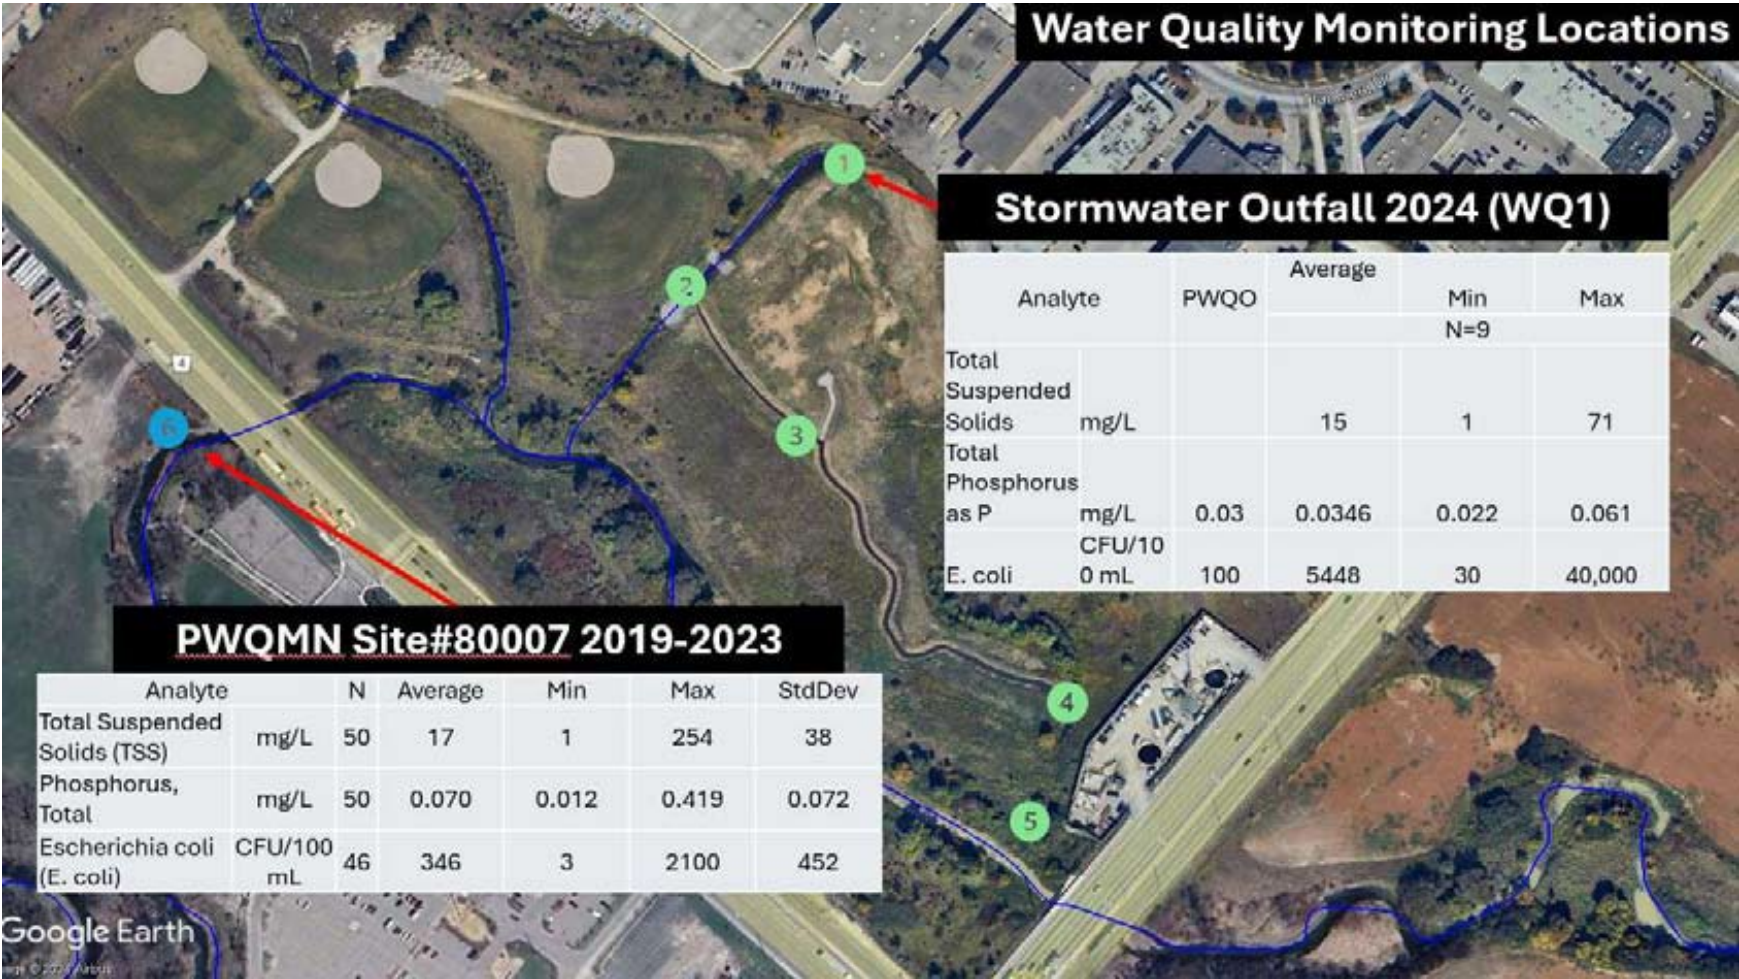 Water Quality Monitoring Locations
1
Stormwater Outfall 2024 (WQ1)
Analyte PWQO Average Min Max
N=9
Total
Suspended
Solids mg/L 15 1 71
Total
Phosphorus
as P mg/L 0.03 0.0346 0.022 0.061
E. coli CFU/10
0 mL 100 5448 30 40,000
2
3
4
5
6
4
PWQMN Site#80007 2019-2023
Analyte N Average Min Max StdDev
Total Suspended
Solids (TSS) mg/L 50 17 1 254 38
Phosphorus,
Total mg/L 50 0.070 0.012 0.419 0.072
Escherichia coli
(E. coli) CFU/100
mL 46 346 3 2100 452
Google Earth